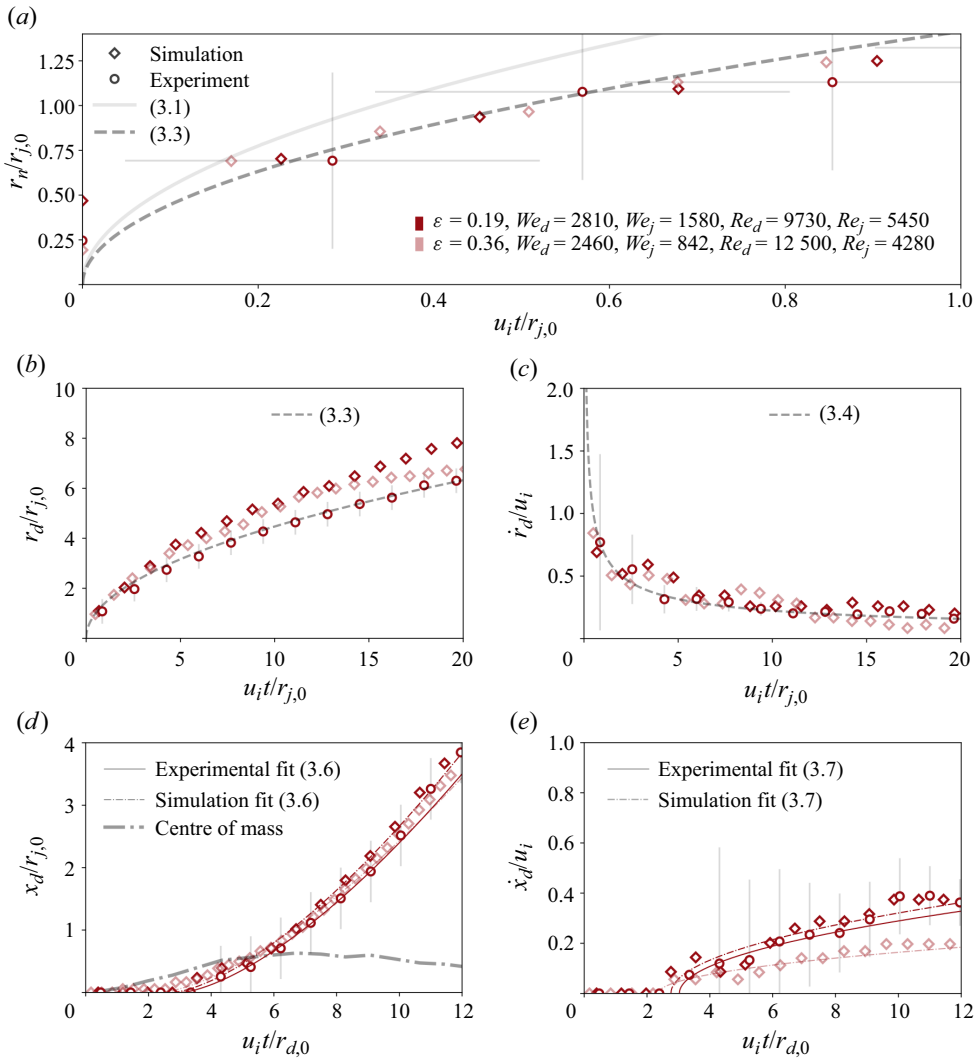 (a)
1.25
1.00
0.75
0.50
0.25
0
r_n/r_{j,0}
Simulation
Experiment
(3.1)
(3.3)
ε = 0.19, We_d = 2810, We_j = 1580, Re_d = 9730, Re_j = 5450
ε = 0.36, We_d = 2460, We_j = 842, Re_d = 12 500, Re_j = 4280
0.2 0.4 0.6 0.8 1.0
u_i t/r_{j,0}
(b)
10
8
6
4
2
0
r_d/r_{j,0}
(3.3)
5 10 15 20
u_i t/r_{j,0}
(c)
2.0
1.5
1.0
0.5
0
ṙ_d/u_i
(3.4)
5 10 15 20
u_i t/r_{j,0}
(d)
4
3
2
1
0
x_d/r_{j,0}
Experimental fit (3.6)
Simulation fit (3.6)
Centre of mass
2 4 6 8 10 12
u_i t/r_{d,0}
(e)
1.0
0.8
0.6
0.4
0.2
0
ẋ_d/u_i
Experimental fit (3.7)
Simulation fit (3.7)
2 4 6 8 10 12
u_i t/r_{d,0}